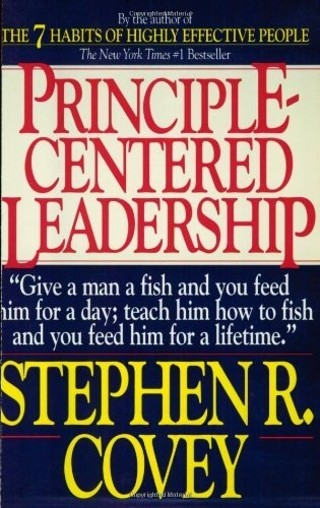 By the author of
THE 7 HABITS OF HIGHLY EFFECTIVE PEOPLE
The New York Times #1 Bestseller
PRINCIPLE-
CENTERED
LEADERSHIP
“Give a man a fish and you feed
him for a day; teach him how to fish
and you feed him for a lifetime.”
STEPHEN R.
COVEY
Copyrighted Material